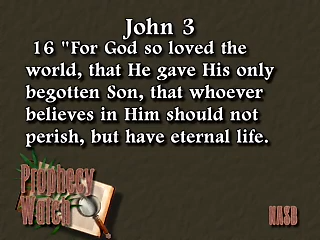 John 3
16 "For God so loved the
world, that He gave His only
begotten Son, that whoever
believes in Him should not
perish, but have eternal life.
Prophecy
Watch
NASB